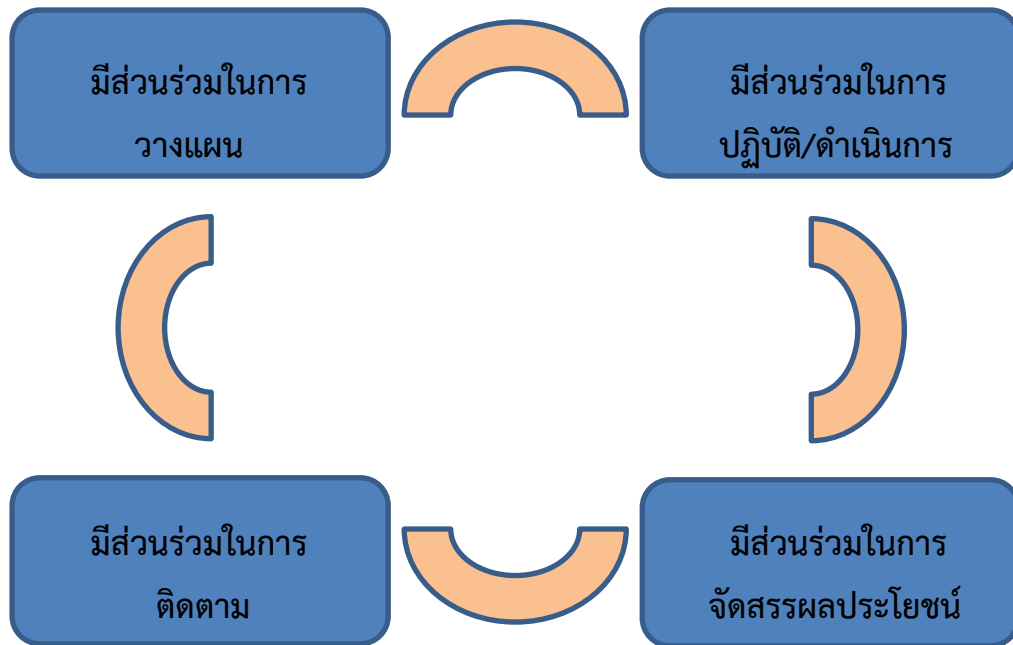 มีส่วนร่วมในการ
วางแผน
มีส่วนร่วมในการ
ปฏิบัติ/ดำเนินการ
มีส่วนร่วมในการ
ติดตาม
มีส่วนร่วมในการ
จัดสรรผลประโยชน์